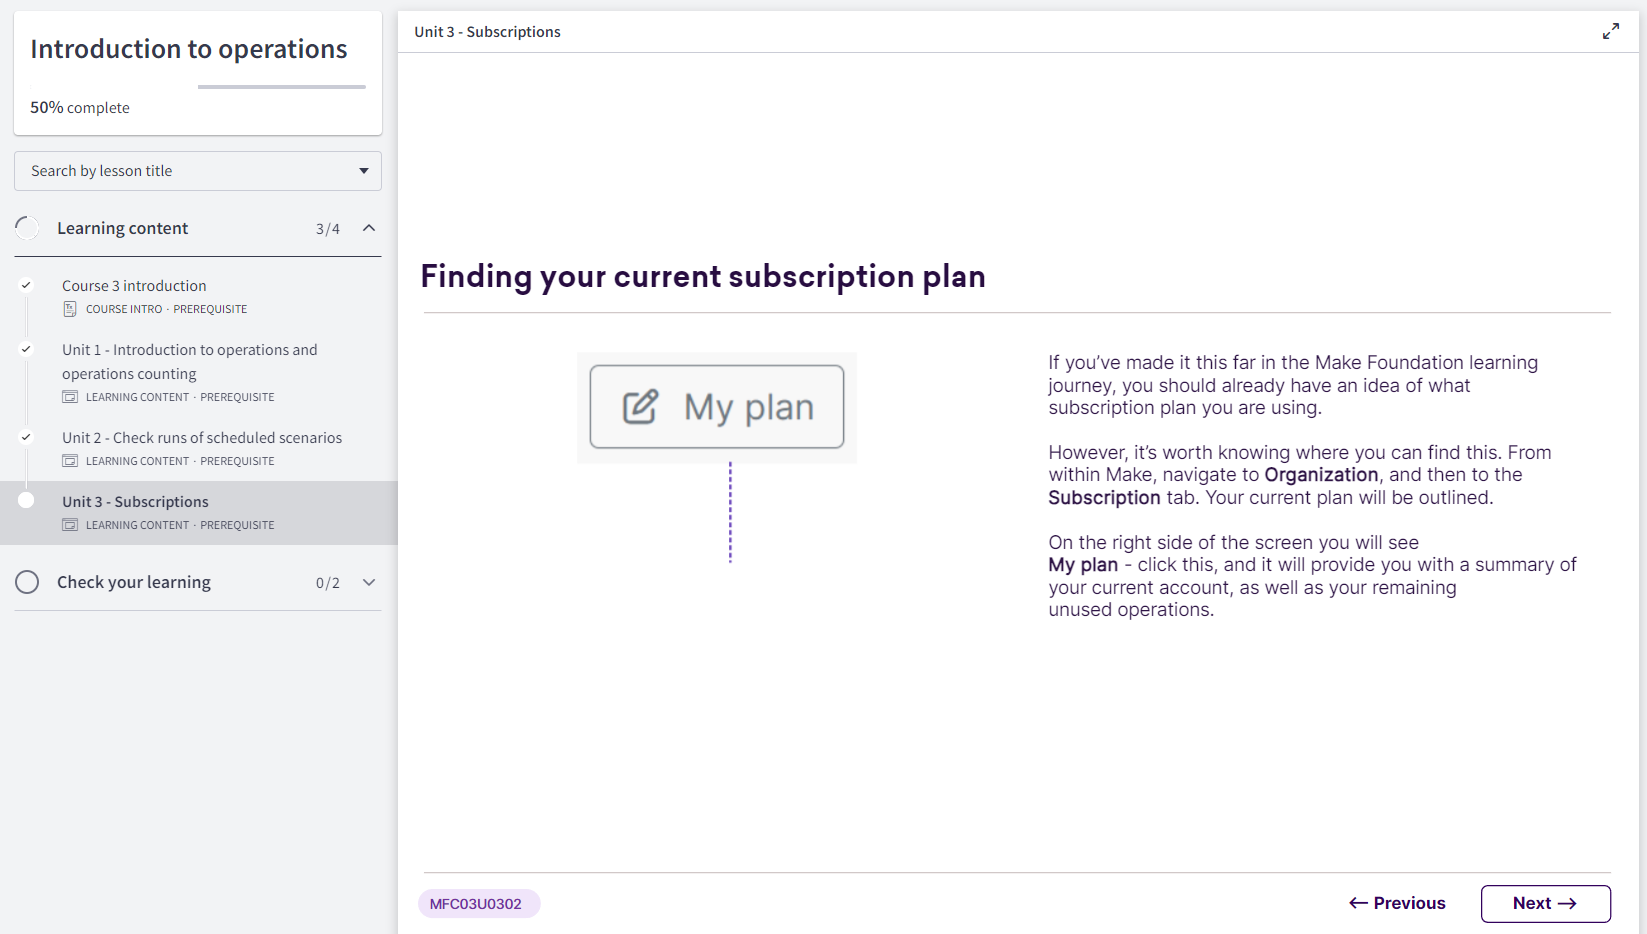 Introduction to operations
50% complete
Search by lesson title
Learning content 3/4
Course 3 introduction
COURSE INTRO · PREREQUISITE
Unit 1 - Introduction to operations and
operations counting
LEARNING CONTENT · PREREQUISITE
Unit 2 - Check runs of scheduled scenarios
LEARNING CONTENT · PREREQUISITE
Unit 3 - Subscriptions
LEARNING CONTENT · PREREQUISITE
Check your learning 0/2
Unit 3 - Subscriptions
Finding your current subscription plan
My plan
If you’ve made it this far in the Make Foundation learning
journey, you should already have an idea of what
subscription plan you are using.
However, it’s worth knowing where you can find this. From
within Make, navigate to Organization, and then to the
Subscription tab. Your current plan will be outlined.
On the right side of the screen you will see
My plan - click this, and it will provide you with a summary of
your current account, as well as your remaining
unused operations.
MFC03U0302
← Previous
Next →